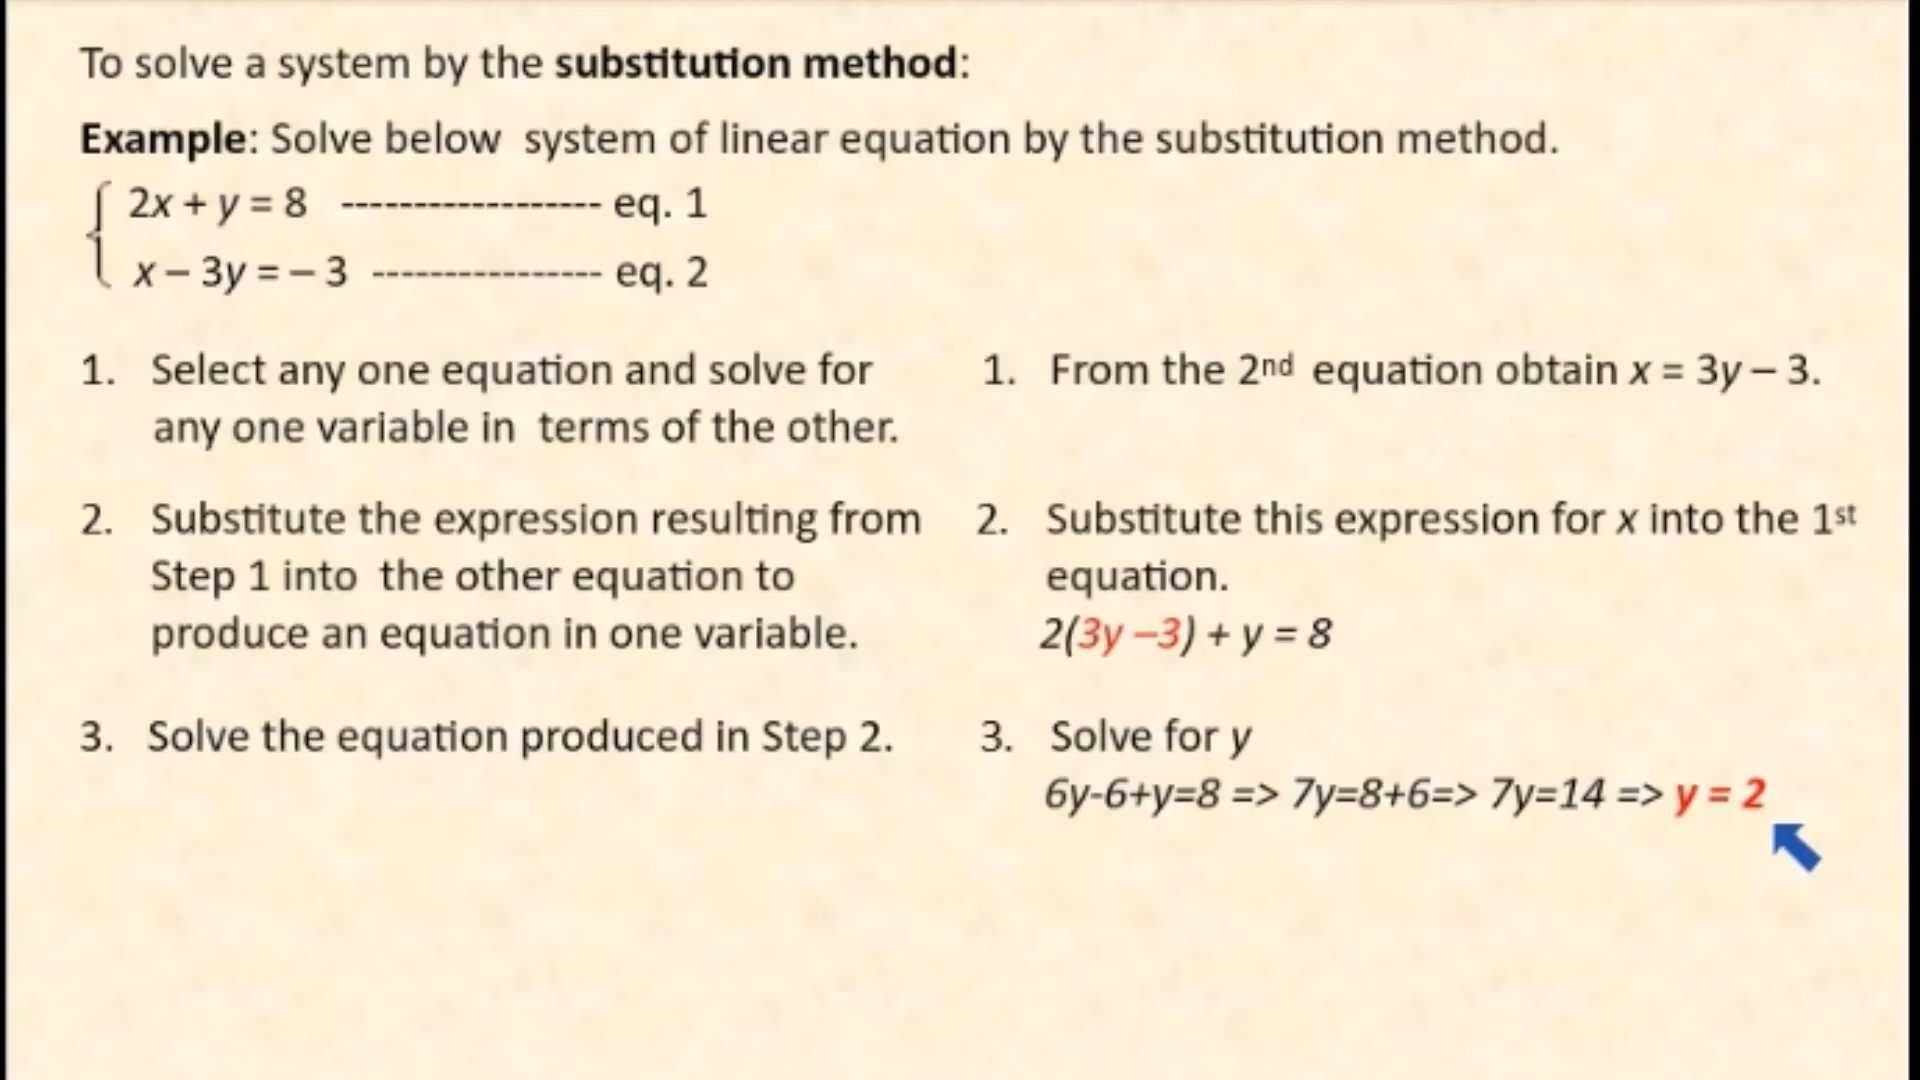 To solve a system by the substitution method:
Example: Solve below system of linear equation by the substitution method.
2x + y = 8 ------------------ eq. 1
x – 3y = – 3 ---------------- eq. 2
1. Select any one equation and solve for
any one variable in terms of the other.
1. From the 2nd equation obtain x = 3y – 3.
2. Substitute the expression resulting from
Step 1 into the other equation to
produce an equation in one variable.
2. Substitute this expression for x into the 1st
equation.
2(3y –3) + y = 8
3. Solve the equation produced in Step 2.
3. Solve for y
6y-6+y=8 => 7y=8+6=> 7y=14 => y = 2